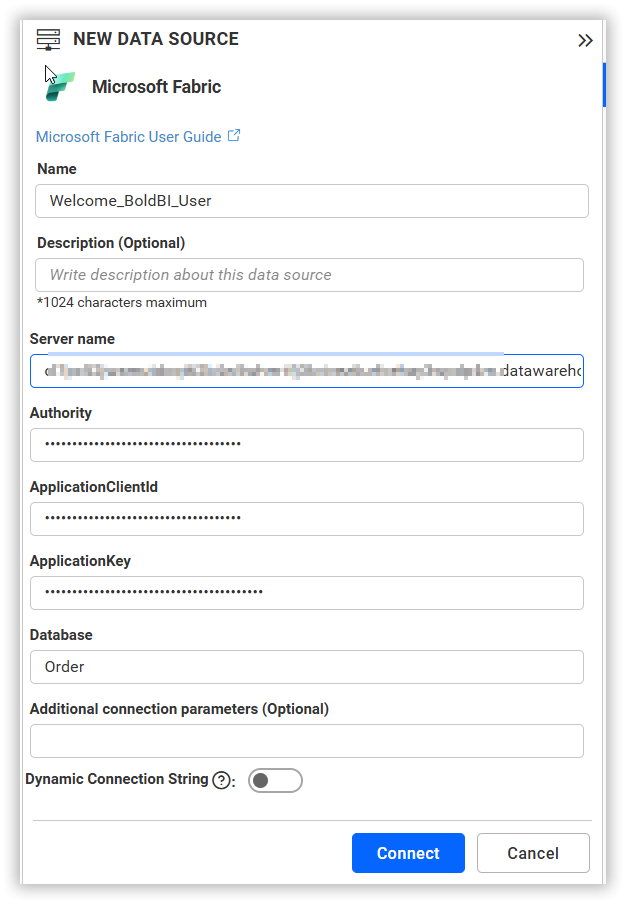 NEW DATA SOURCE
Microsoft Fabric
Microsoft Fabric User Guide
Name
Welcome_BoldBI_User
Description (Optional)
Write description about this data source
*1024 characters maximum
Server name
.datawareho
Authority
••••••••••••••••••••••••••••••••••••
ApplicationClientId
••••••••••••••••••••••••••••••••••••
ApplicationKey
••••••••••••••••••••••••••••••••••••••••
Database
Order
Additional connection parameters (Optional)
Dynamic Connection String ? :
Connect Cancel